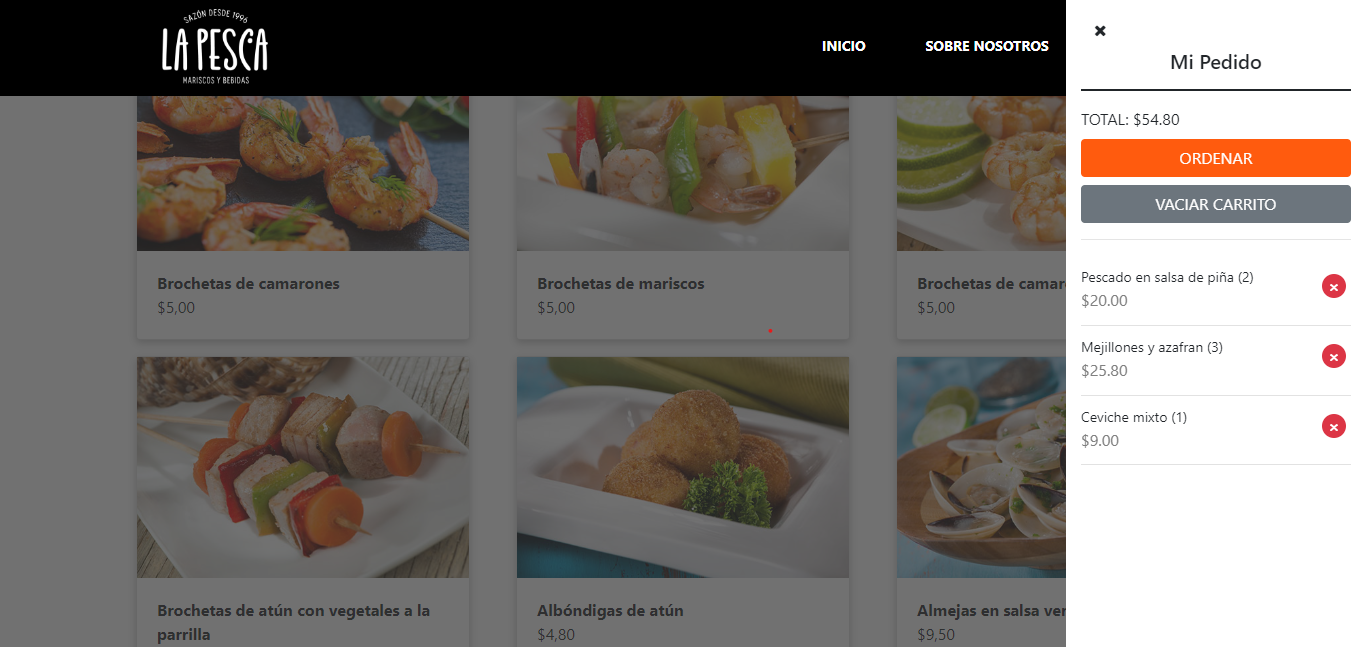 SAZÓN DESDE 1996
LA PESCA
MARISCOS Y BEBIDAS
INICIO
SOBRE NOSOTROS
Brochetas de camarones
$5,00
Brochetas de mariscos
$5,00
Brochetas de camar
$5,00
Brochetas de atún con vegetales a la
parrilla
Albóndigas de atún
$4,80
Almejas en salsa ver
$9,50
Mi Pedido
TOTAL: $54.80
ORDENAR
VACIAR CARRITO
Pescado en salsa de piña (2)
$20.00
Mejillones y azafran (3)
$25.80
Ceviche mixto (1)
$9.00